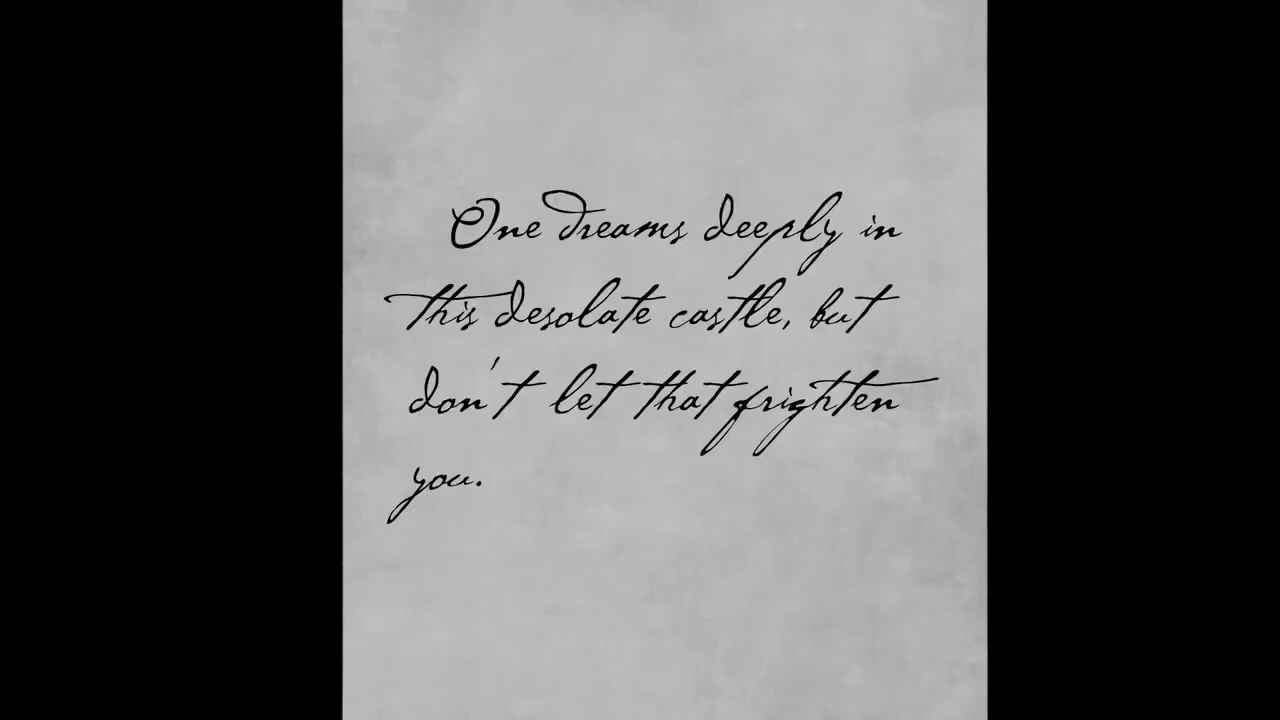 One dreams deeply in
this desolate castle, but
don't let that frighten
you.